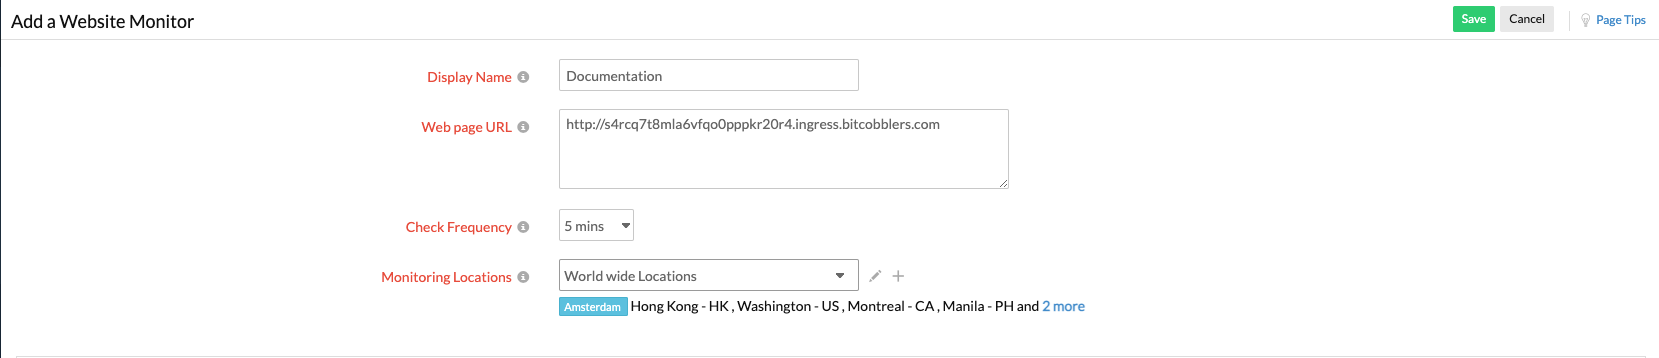 Add a Website Monitor
Save Cancel Page Tips
Display Name Documentation
Web page URL http://s4rcq7t8mla6vfqo0pppkr20r4.ingress.bitcobblers.com
Check Frequency 5 mins
Monitoring Locations World wide Locations
Amsterdam Hong Kong - HK , Washington - US , Montreal - CA , Manila - PH and 2 more